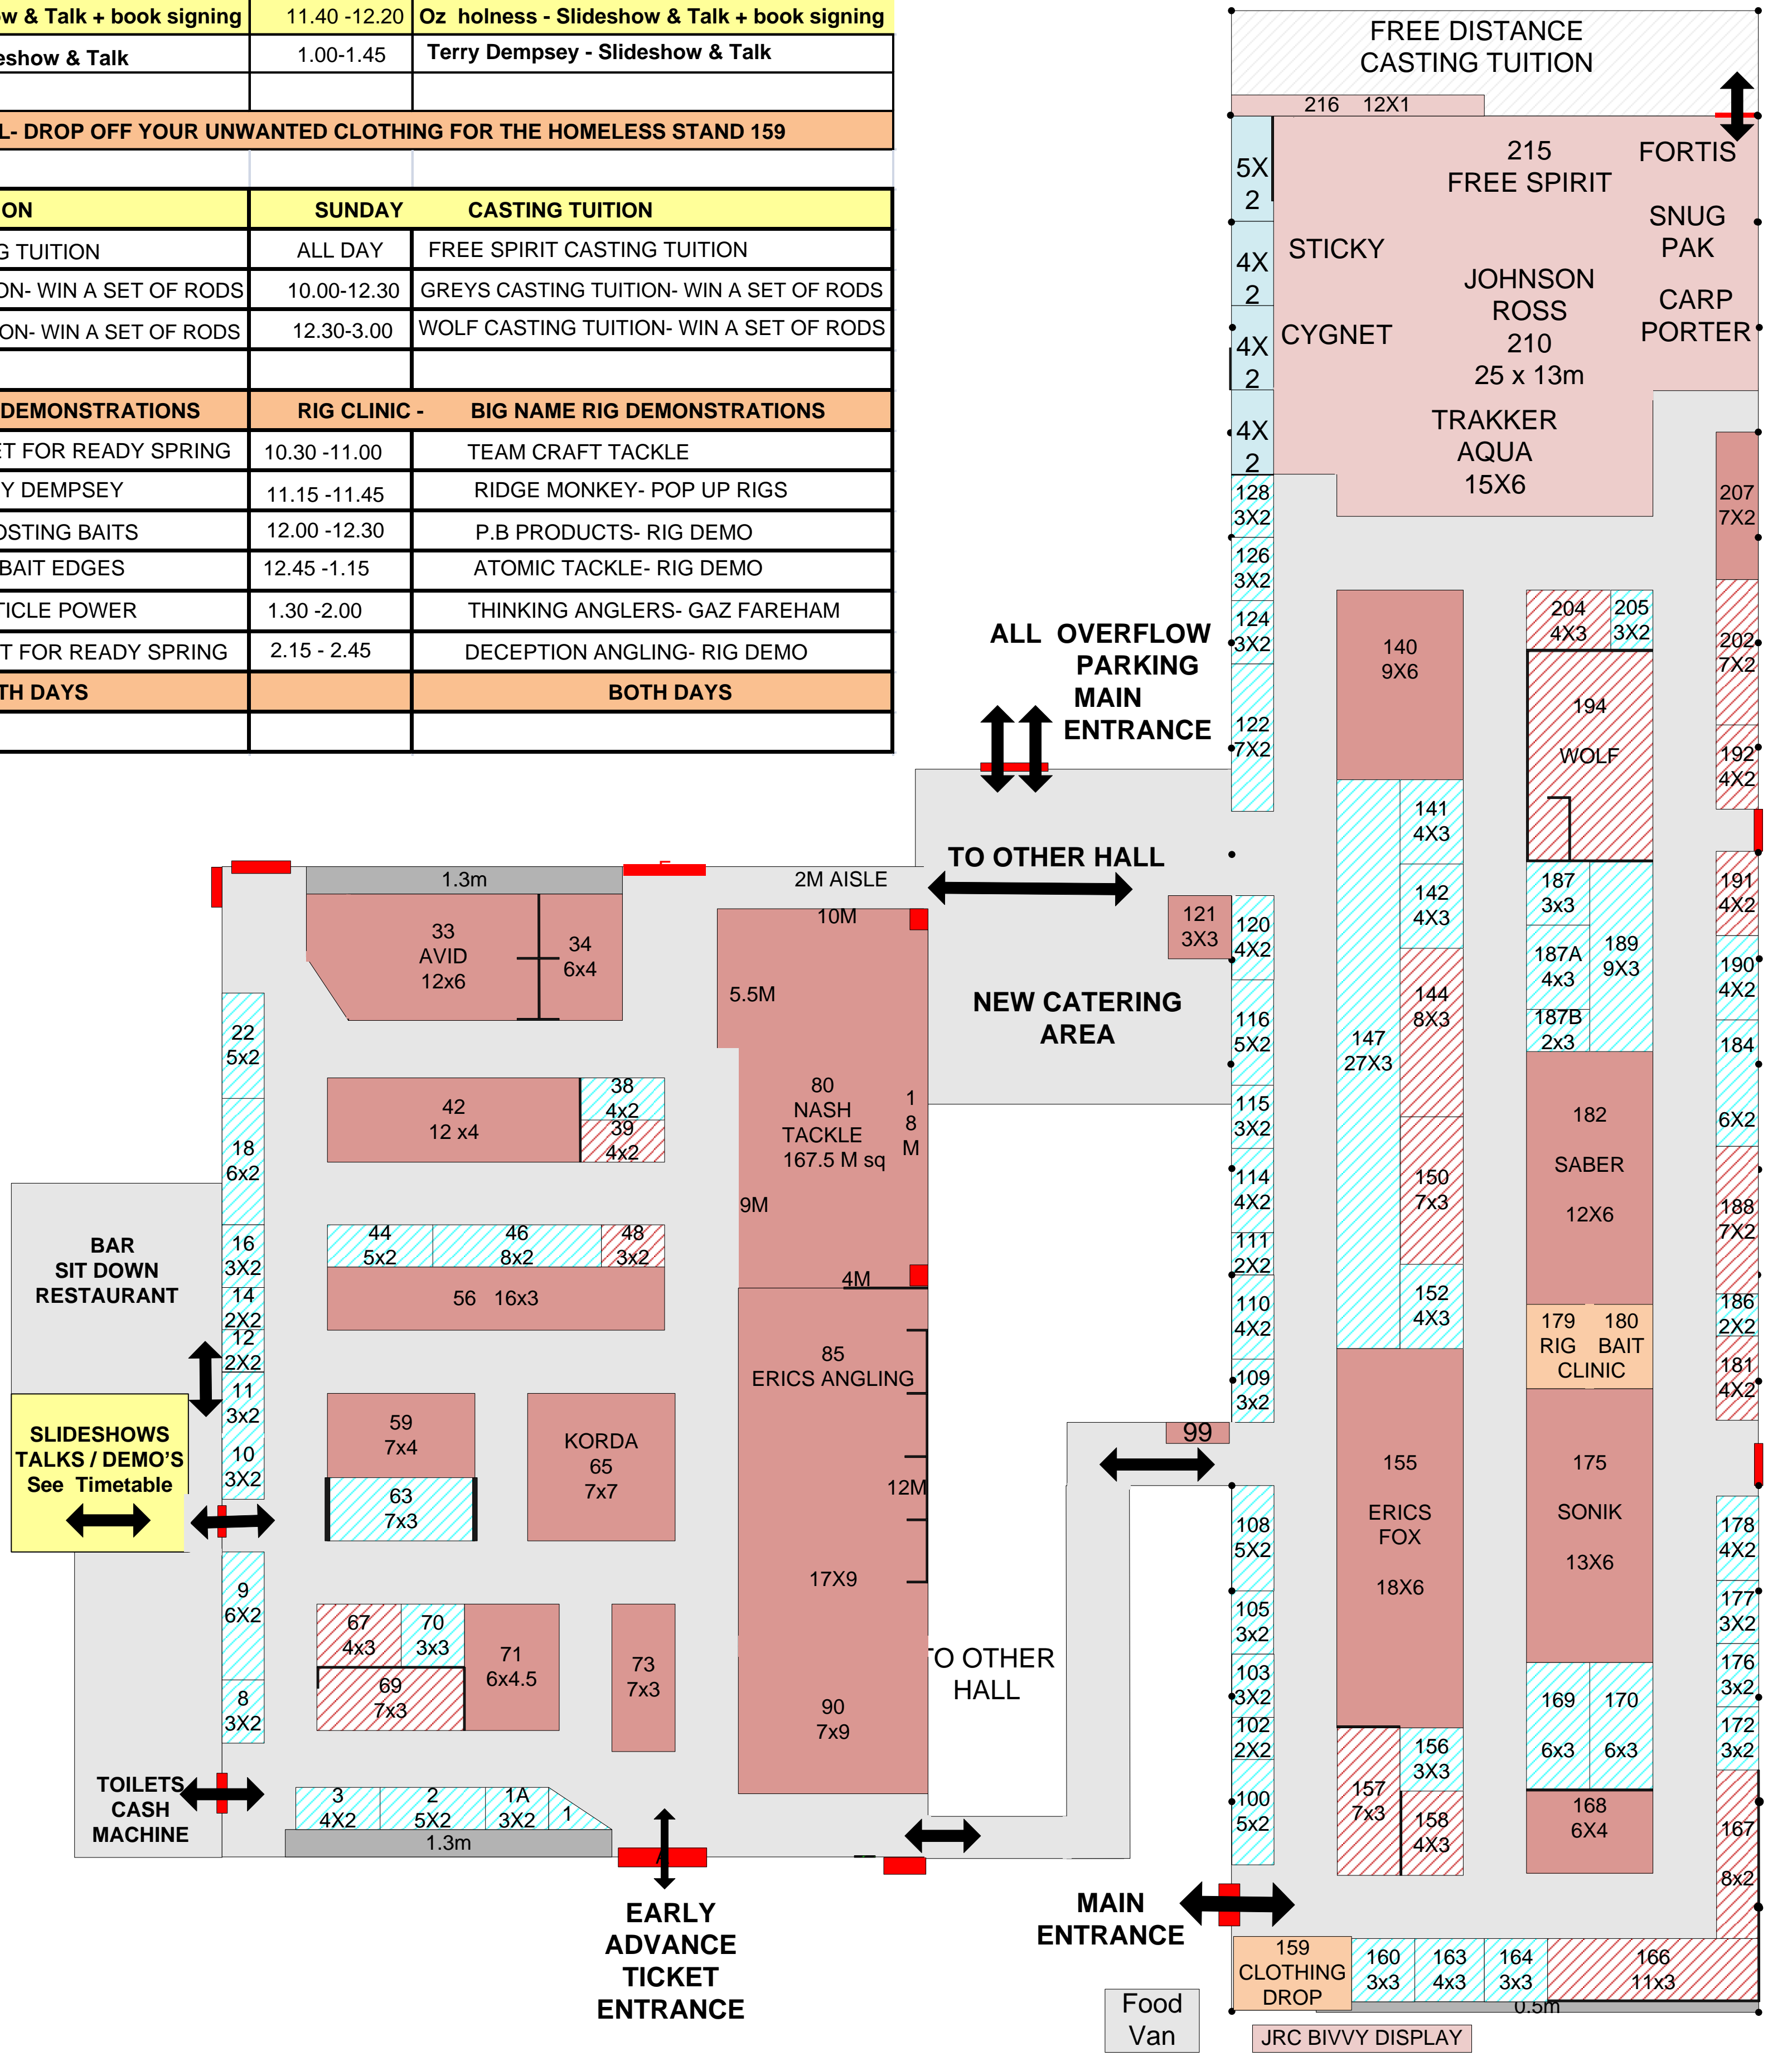 w & Talk + book signing 11.40 -12.20 Oz holness - Slideshow & Talk + book signing
eshow & Talk 1.00-1.45 Terry Dempsey - Slideshow & Talk
L- DROP OFF YOUR UNWANTED CLOTHING FOR THE HOMELESS STAND 159
ON SUNDAY CASTING TUITION
G TUITION ALL DAY FREE SPIRIT CASTING TUITION
ON- WIN A SET OF RODS 10.00-12.30 GREYS CASTING TUITION- WIN A SET OF RODS
ON- WIN A SET OF RODS 12.30-3.00 WOLF CASTING TUITION- WIN A SET OF RODS
DEMONSTRATIONS RIG CLINIC - BIG NAME RIG DEMONSTRATIONS
ET FOR READY SPRING 10.30 -11.00 TEAM CRAFT TACKLE
Y DEMPSEY 11.15 -11.45 RIDGE MONKEY- POP UP RIGS
OSTING BAITS 12.00 -12.30 P.B PRODUCTS- RIG DEMO
BAIT EDGES 12.45 -1.15 ATOMIC TACKLE- RIG DEMO
TICLE POWER 1.30 -2.00 THINKING ANGLERS- GAZ FAREHAM
T FOR READY SPRING 2.15 - 2.45 DECEPTION ANGLING- RIG DEMO
TH DAYS BOTH DAYS
FREE DISTANCE
CASTING TUITION
216 12X1
5X
2
4X
2
4X
2
4X
2
215
FREE SPIRIT
FORTIS
SNUG
PAK
STICKY
CYGNET
JOHNSON
ROSS
210
25 x 13m
CARP
PORTER
TRAKKER
AQUA
15X6
128
3X2
126
3X2
124
3X2
122
7X2
207
7X2
202
7X2
192
4X2
204
4X3
205
3X2
194
WOLF
140
9X6
141
4X3
142
4X3
144
8X3
147
27X3
150
7x3
152
4X3
187
3x3
187A
4x3
187B
2x3
189
9X3
191
4X2
190
4X2
184
6X2
188
7X2
186
2X2
181
4X2
182
SABER
12X6
179 180
RIG BAIT
CLINIC
155
ERICS
FOX
18X6
175
SONIK
13X6
178
4X2
177
3X2
176
3x2
172
3x2
167
8x2
169
6x3
170
6x3
168
6X4
156
3X3
157
7x3
158
4X3
159
CLOTHING
DROP
160
3x3
163
4x3
164
3x3
166
11x3
0.5m
JRC BIVVY DISPLAY
Food
Van
MAIN
ENTRANCE
ALL OVERFLOW
PARKING
MAIN
ENTRANCE
TO OTHER HALL
121
3X3
120
4X2
116
5X2
115
3X2
114
4X2
111
2X2
110
4X2
109
3x2
99
108
5X2
105
3x2
103
3X2
102
2X2
100
5x2
NEW CATERING
AREA
TO OTHER
HALL
1.3m
2M AISLE
33
AVID
12x6
34
6x4
10M
5.5M
80
NASH
TACKLE
167.5 M sq
1
8
M
9M
4M
22
5x2
18
6x2
16
3X2
14
2X2
12
2X2
11
3x2
10
3X2
9
6X2
8
3X2
42
12 x4
38
4x2
39
4x2
44
5x2
46
8x2
48
3x2
56 16x3
59
7x4
63
7x3
KORDA
65
7x7
85
ERICS ANGLING
12M
17X9
90
7x9
67
4x3
70
3x3
69
7x3
71
6x4.5
73
7x3
3
4X2
2
5X2
1A
3X2
1
1.3m
BAR
SIT DOWN
RESTAURANT
SLIDESHOWS
TALKS / DEMO'S
See Timetable
TOILETS
CASH
MACHINE
EARLY
ADVANCE
TICKET
ENTRANCE